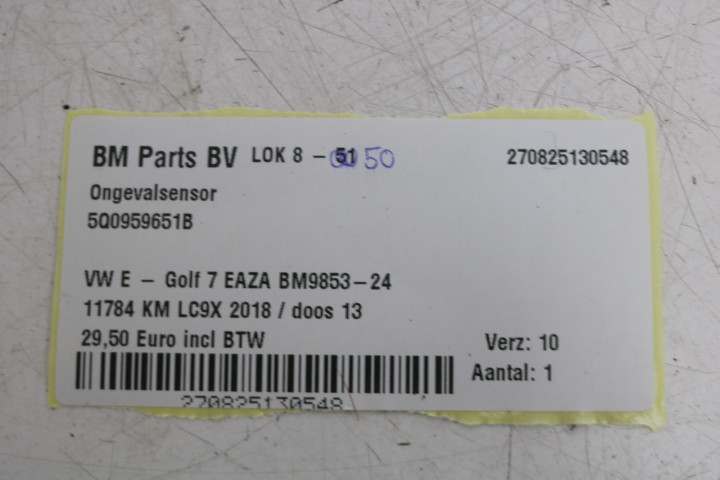 BM Parts BV LOK 8 - 51 50 270825130548
Ongevalsensor
5Q0959651B
VW E - Golf 7 EAZA BM9853-24
11784 KM LC9X 2018 / doos 13
29,50 Euro incl BTW Verz: 10
Aantal: 1
270825130548